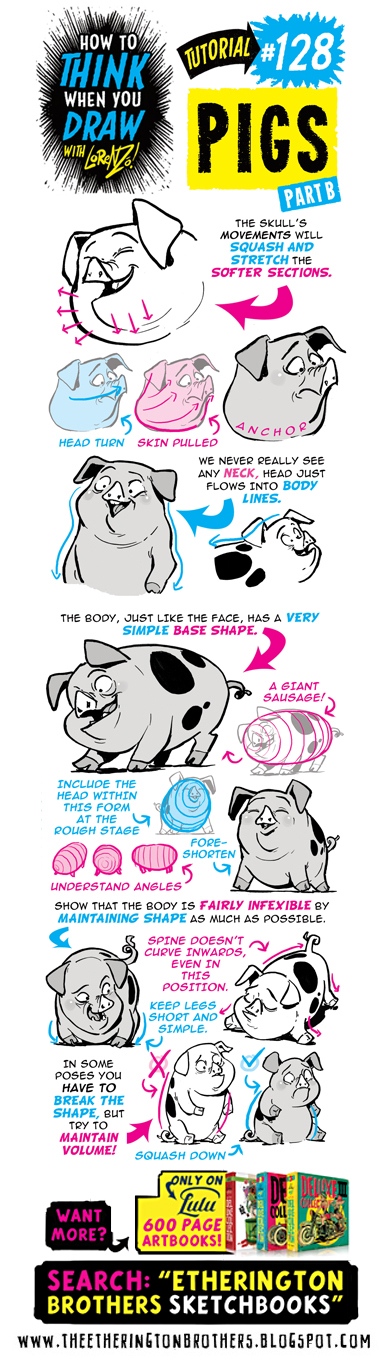 HOW TO
THINK
WHEN YOU
DRAW
WITH LORENZO!
TUTORIAL
#128
PIGS
PART B
THE SKULL'S
MOVEMENTS WILL
SQUASH AND
STRETCH THE
SOFTER SECTIONS.
HEAD TURN
SKIN PULLED
ANCHOR
WE NEVER REALLY SEE
ANY NECK, HEAD JUST
FLOWS INTO BODY
LINES.
THE BODY, JUST LIKE THE FACE, HAS A VERY
SIMPLE BASE SHAPE.
A GIANT
SAUSAGE!
INCLUDE THE
HEAD WITHIN
THIS FORM
AT THE
ROUGH STAGE
FORE-
SHORTEN
UNDERSTAND ANGLES
SHOW THAT THE BODY IS FAIRLY INFEXIBLE BY
MAINTAINING SHAPE AS MUCH AS POSSIBLE.
SPINE DOESN'T
CURVE INWARDS,
EVEN IN
THIS
POSITION.
KEEP LEGS
SHORT AND
SIMPLE.
IN SOME
POSES YOU
HAVE TO
BREAK THE
SHAPE, BUT
TRY TO
MAINTAIN
VOLUME!
SQUASH DOWN
WANT
MORE?
ONLY ON
Lulu
600 PAGE
ARTBOOKS!
SEARCH: "ETHERINGTON
BROTHERS SKETCHBOOKS"
WWW.THEETHERINGTONBROTHERS.BLOGSPOT.COM